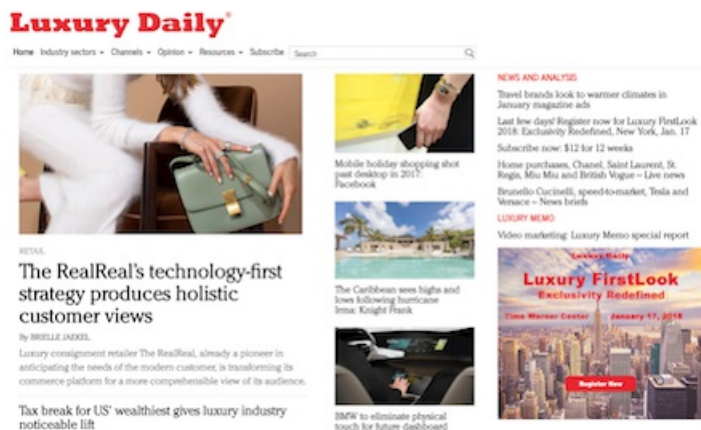 Luxury Daily®
Home Industry sectors Channels Opinion Resources Subscribe Search
RETAIL
The RealReal's technology-first
strategy produces holistic
customer views
By BRIELLE JAEKEL
Luxury consignment retailer The RealReal, already a pioneer in
anticipating the needs of the modern customer, is transforming its
commerce platform for a more comprehensible view of its audience.
Tax break for US' wealthiest gives luxury industry
noticeable lift
Mobile holiday shopping shot
past desktop in 2017:
Facebook
The Caribbean sees highs and
lows following hurricane
Irma: Knight Frank
BMW to eliminate physical
touch for future dashboard
NEWS AND ANALYSIS
Travel brands look to warmer climates in
January magazine ads
Last few days! Register now for Luxury FirstLook
2018: Exclusivity Redefined, New York, Jan. 17
Subscribe now: $12 for 12 weeks
Home purchases, Chanel, Saint Laurent, St.
Regis, Miu Miu and British Vogue – Live news
Brunello Cucinelli, speed-to-market, Tesla and
Versace – News briefs
LUXURY MEMO
Video marketing: Luxury Memo special report
Luxury Daily
Luxury FirstLook
Exclusivity Redefined
Time Warner Center January 17, 2018
Register Now